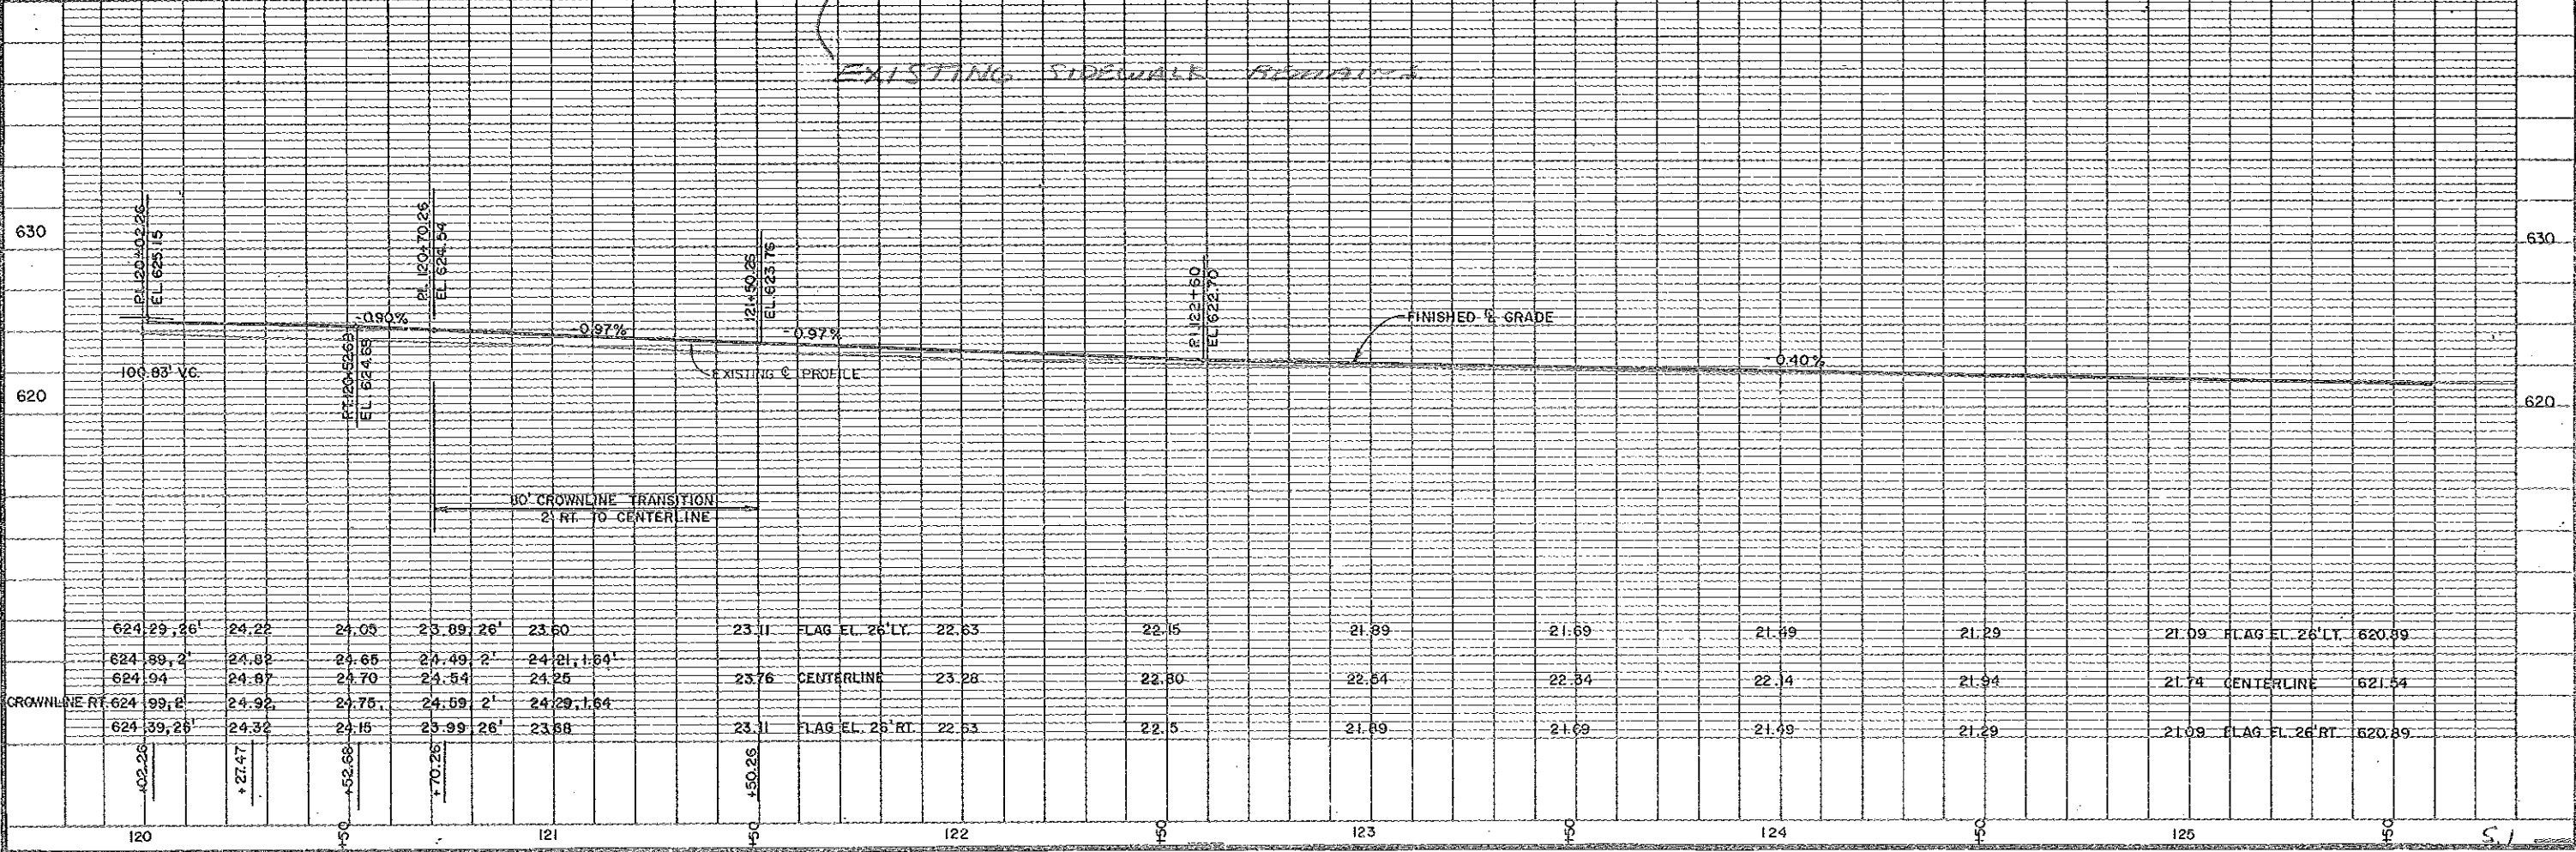 EXISTING SIDEWALK REMAINS
P.I. 120+02.26
EL. 625.15
P.I. 120+70.26
EL. 624.54
121+50.26
EL. 623.76
P.I. 122+60
EL. 622.70
630
630
-0.90%
-0.97%
-0.97%
FINISHED ℄ GRADE
-0.40%
P.T. 120+52.68
EL. 624.69
100.83' V.C.
EXISTING ℄ PROFILE
620
620
80' CROWNLINE TRANSITION
2' RT. TO CENTERLINE
624.29, 26' 24.22 24.05 23.89, 26' 23.60 23.11 FLAG EL. 26' LT. 22.63 22.15 21.89 21.69 21.49 21.29 21.09 FLAG EL. 26' LT. 620.89
624.89, 2' 24.82 24.65 24.49, 2' 24.21, 1.64'
624.94 24.87 24.70 24.54 24.25 23.76 CENTERLINE 23.28 22.80 22.54 22.34 22.14 21.94 21.74 CENTERLINE 621.54
CROWNLINE RT. 624.99, 2' 24.92, 24.75, 24.59, 2' 24.29, 1.64'
624.39, 26' 24.32 24.15 23.99, 26' 23.68 23.11 FLAG EL. 26' RT. 22.63 22.15 21.89 21.69 21.49 21.29 21.09 FLAG EL. 26' RT. 620.89
+02.26 +27.47 +52.68 +70.26 +50.26
120 +50 121 +50 122 +50 123 +50 124 +50 125 +50